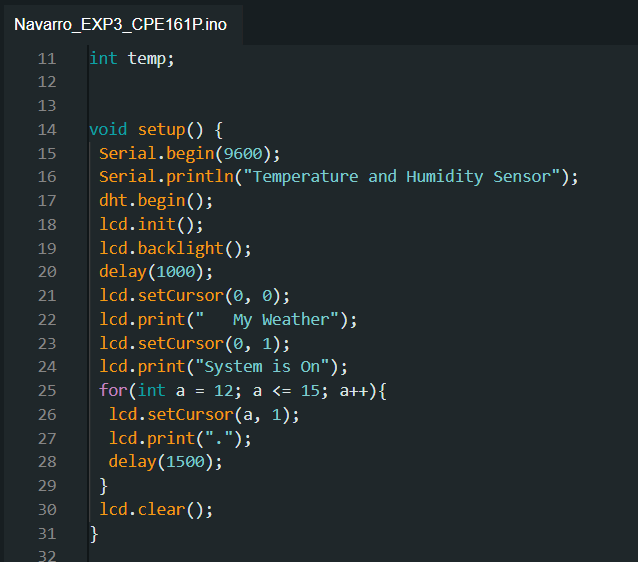 Navarro_EXP3_CPE161P.ino
11 int temp;
12
13
14 void setup() {
15 Serial.begin(9600);
16 Serial.println("Temperature and Humidity Sensor");
17 dht.begin();
18 lcd.init();
19 lcd.backlight();
20 delay(1000);
21 lcd.setCursor(0, 0);
22 lcd.print("   My Weather");
23 lcd.setCursor(0, 1);
24 lcd.print("System is On");
25 for(int a = 12; a <= 15; a++){
26 lcd.setCursor(a, 1);
27 lcd.print(".");
28 delay(1500);
29 }
30 lcd.clear();
31 }
32